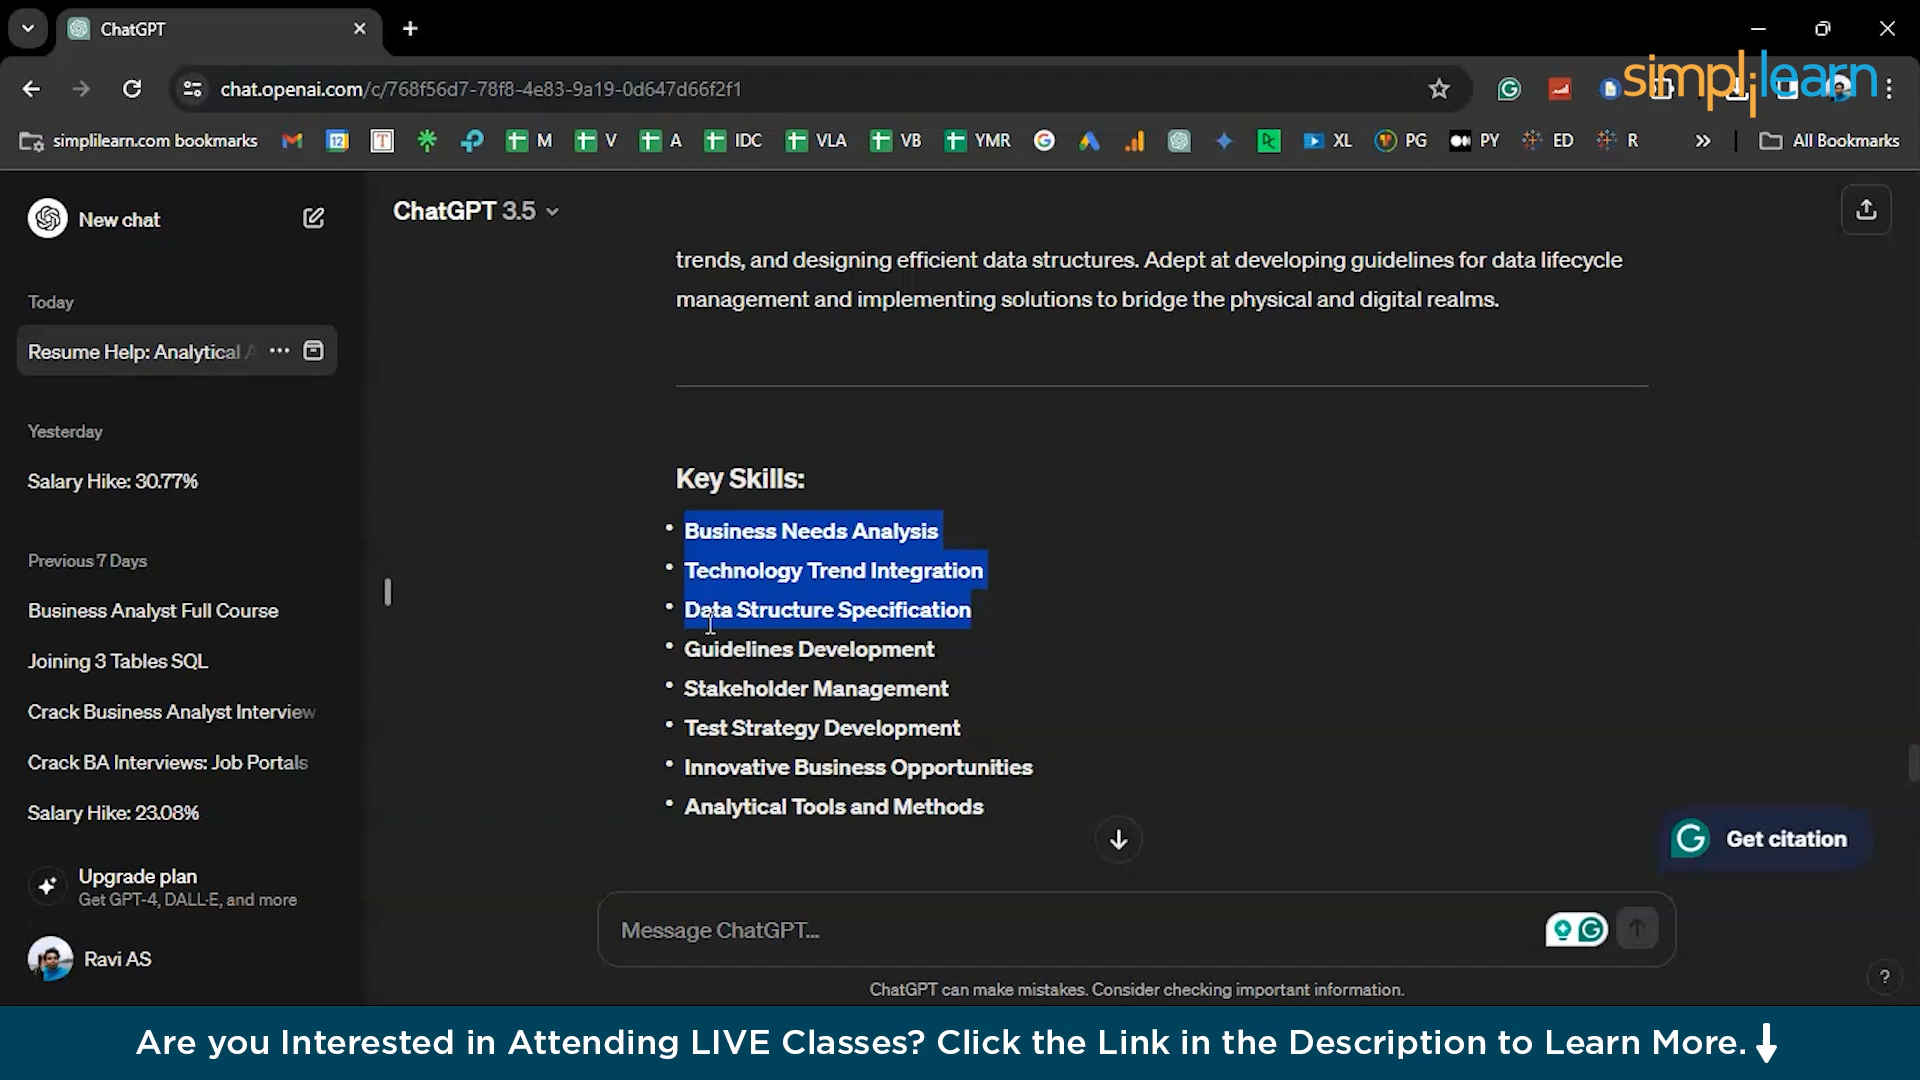 ChatGPT
simplilearn
chat.openai.com/c/768f56d7-78f8-4e83-9a19-0d647d66f2f1
simplilearn.com bookmarks
12
T
M
V
A
IDC
VLA
VB
YMR
XL
PG
PY
ED
R
All Bookmarks
New chat
ChatGPT 3.5
trends, and designing efficient data structures. Adept at developing guidelines for data lifecycle
management and implementing solutions to bridge the physical and digital realms.
Today
Resume Help: Analytical A
Yesterday
Salary Hike: 30.77%
Previous 7 Days
Business Analyst Full Course
Joining 3 Tables SQL
Crack Business Analyst Interview
Crack BA Interviews: Job Portals
Salary Hike: 23.08%
Upgrade plan
Get GPT-4, DALL·E, and more
Ravi AS
Key Skills:
• Business Needs Analysis
• Technology Trend Integration
• Data Structure Specification
• Guidelines Development
• Stakeholder Management
• Test Strategy Development
• Innovative Business Opportunities
• Analytical Tools and Methods
Get citation
Message ChatGPT...
ChatGPT can make mistakes. Consider checking important information.
?
Are you Interested in Attending LIVE Classes? Click the Link in the Description to Learn More.